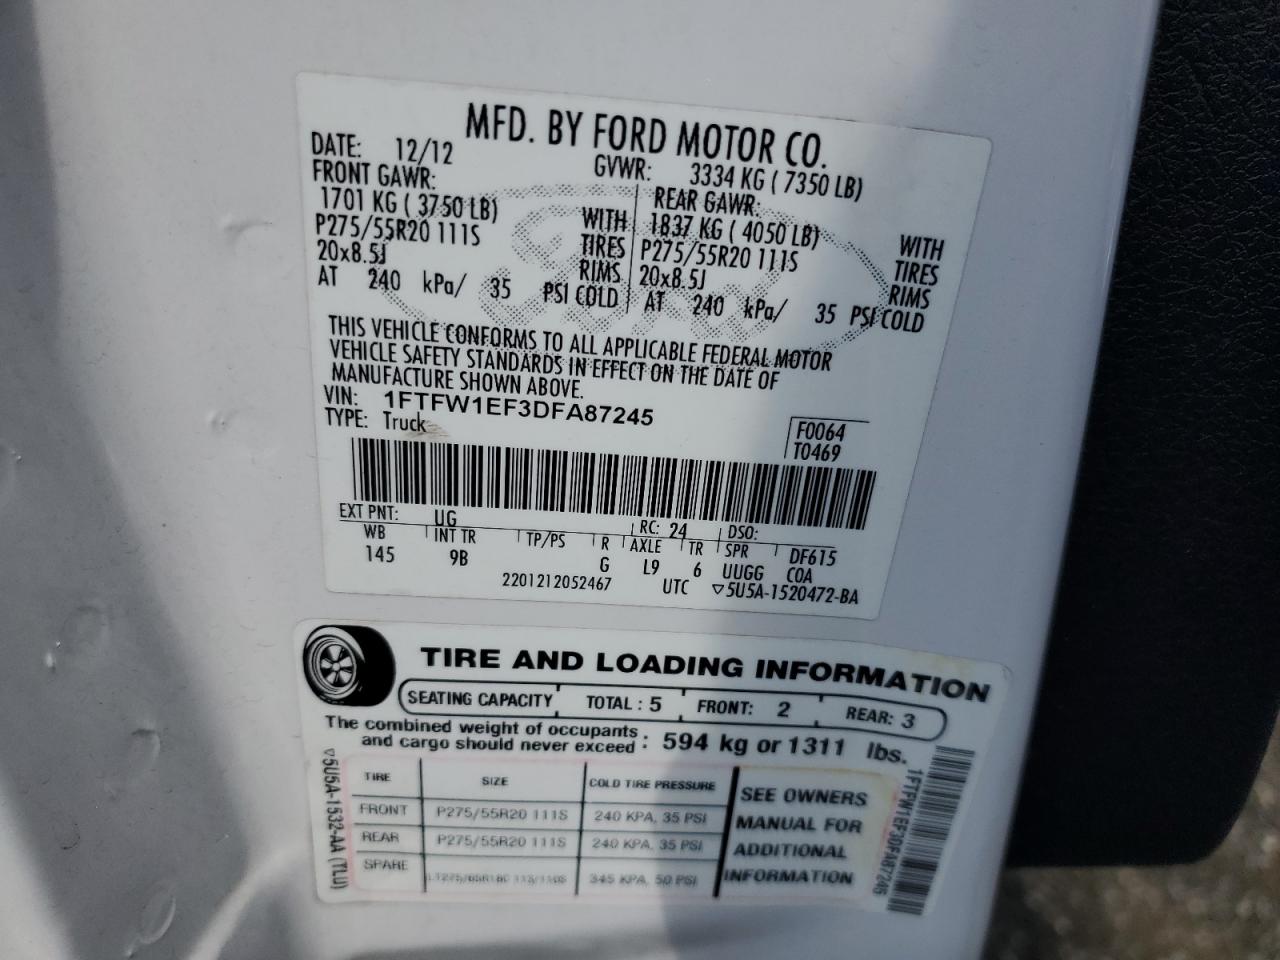 MFD. BY FORD MOTOR CO.
DATE: 12/12 GVWR: 3334 KG ( 7350 LB)
FRONT GAWR: REAR GAWR:
1701 KG ( 3750 LB) WITH 1837 KG ( 4050 LB) WITH
P275/55R20 111S TIRES P275/55R20 111S TIRES
20x8.5J RIMS 20x8.5J RIMS
AT 240 kPa/ 35 PSI COLD AT 240 kPa/ 35 PSI COLD
THIS VEHICLE CONFORMS TO ALL APPLICABLE FEDERAL MOTOR
VEHICLE SAFETY STANDARDS IN EFFECT ON THE DATE OF
MANUFACTURE SHOWN ABOVE.
VIN: 1FTFW1EF3DFA87245
TYPE: Truck
F0064
T0469
EXT PNT: UG RC: 24 DSO:
WB INT TR TP/PS R AXLE TR SPR DF615
145 9B G L9 6 UUGG COA
2201212052467 UTC ▽5U5A-1520472-BA
TIRE AND LOADING INFORMATION
SEATING CAPACITY TOTAL : 5 FRONT: 2 REAR: 3
The combined weight of occupants
and cargo should never exceed : 594 kg or 1311 lbs.
TIRE SIZE COLD TIRE PRESSURE
FRONT P275/55R20 111S 240 KPA, 35 PSI
REAR P275/55R20 111S 240 KPA, 35 PSI
SPARE 345 KPA, 50 PSI
SEE OWNERS
MANUAL FOR
ADDITIONAL
INFORMATION
▽5U5A-1532-AA (TLU)
1FTFW1EF3DFA87245